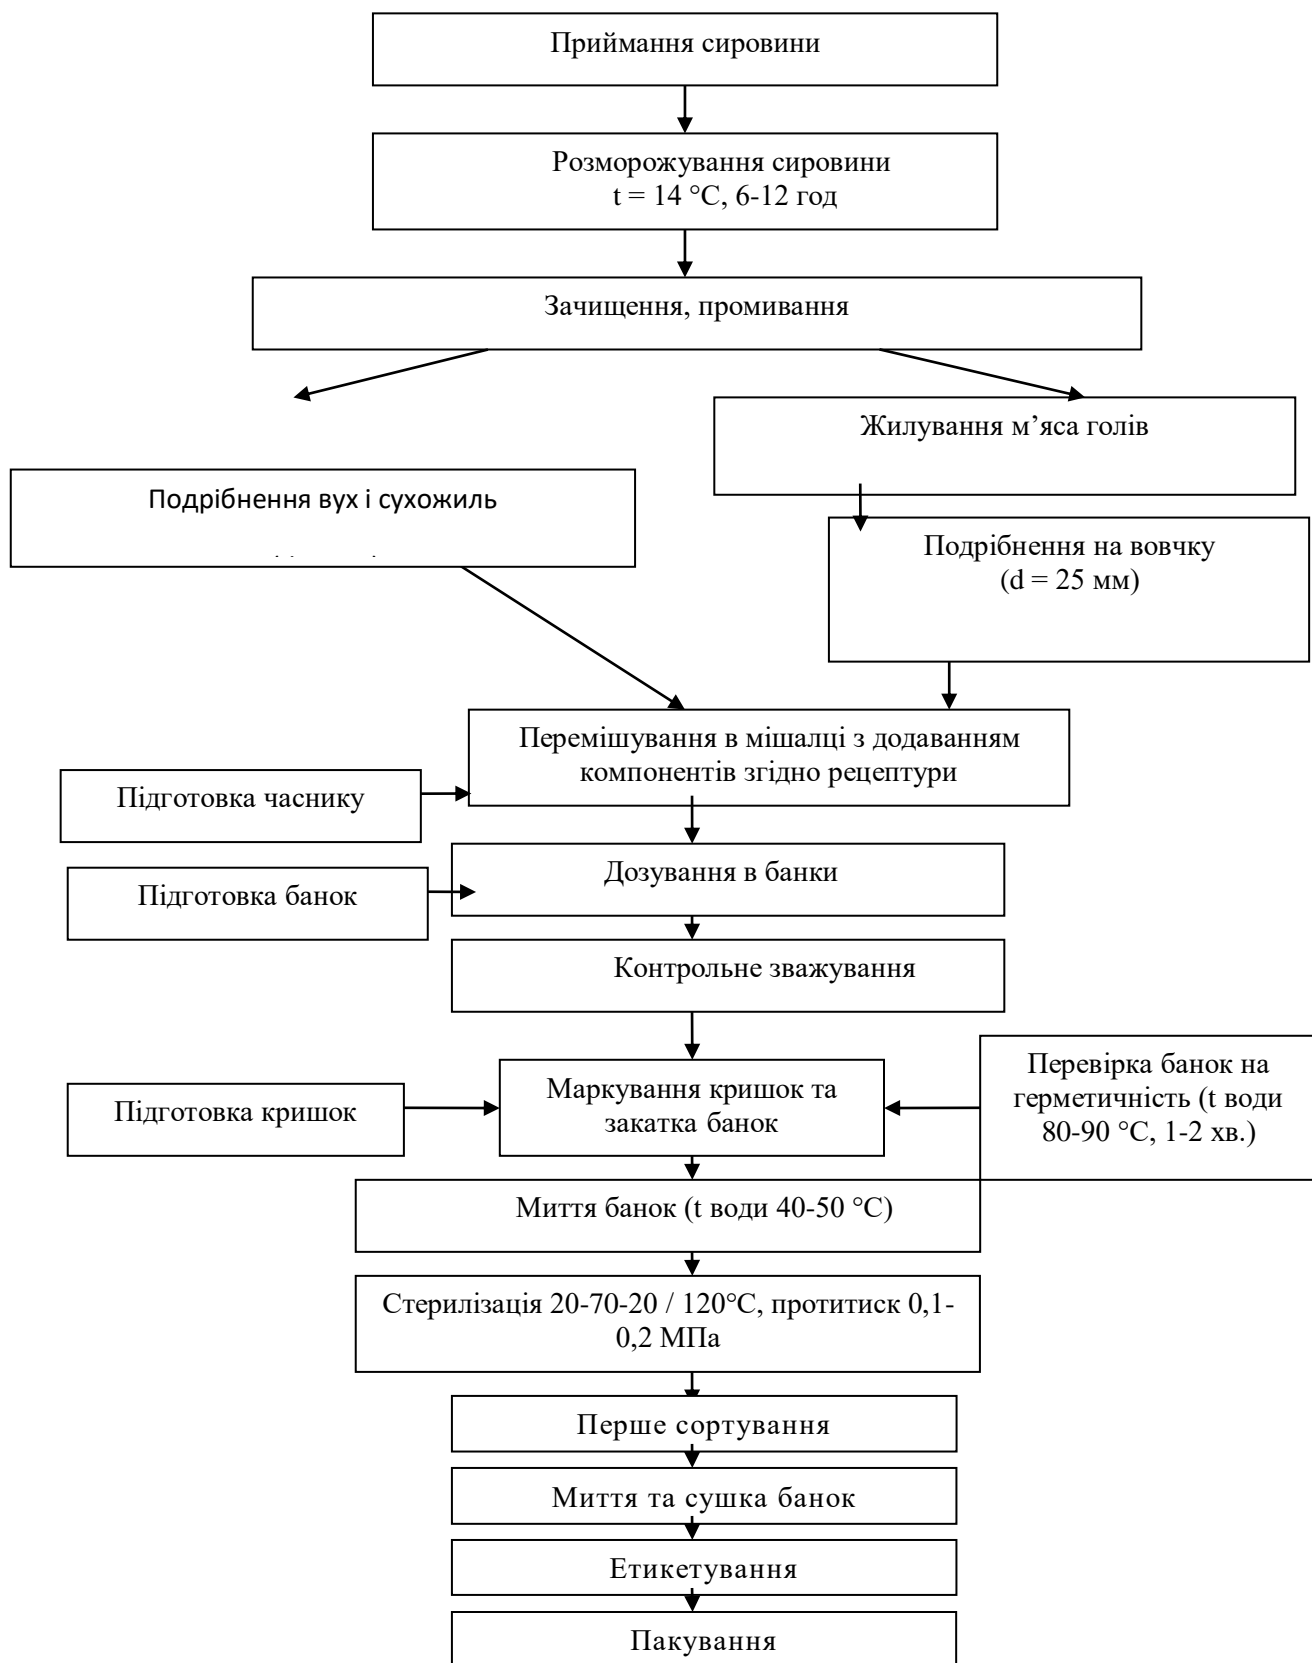 Приймання сировини
Розморожування сировини
t = 14 °С, 6-12 год
Зачищення, промивання
Жилування м’яса голів
Подрібнення вух і сухожиль
Подрібнення на вовчку
(d = 25 мм)
Перемішування в мішалці з додаванням
компонентів згідно рецептури
Підготовка часнику
Дозування в банки
Підготовка банок
Контрольне зважування
Маркування кришок та
закатка банок
Підготовка кришок
Перевірка банок на
герметичність (t води
80-90 °С, 1-2 хв.)
Миття банок (t води 40-50 °С)
Стерилізація 20-70-20 / 120°С, протитиск 0,1-
0,2 МПа
Перше сортування
Миття та сушка банок
Етикетування
Пакування